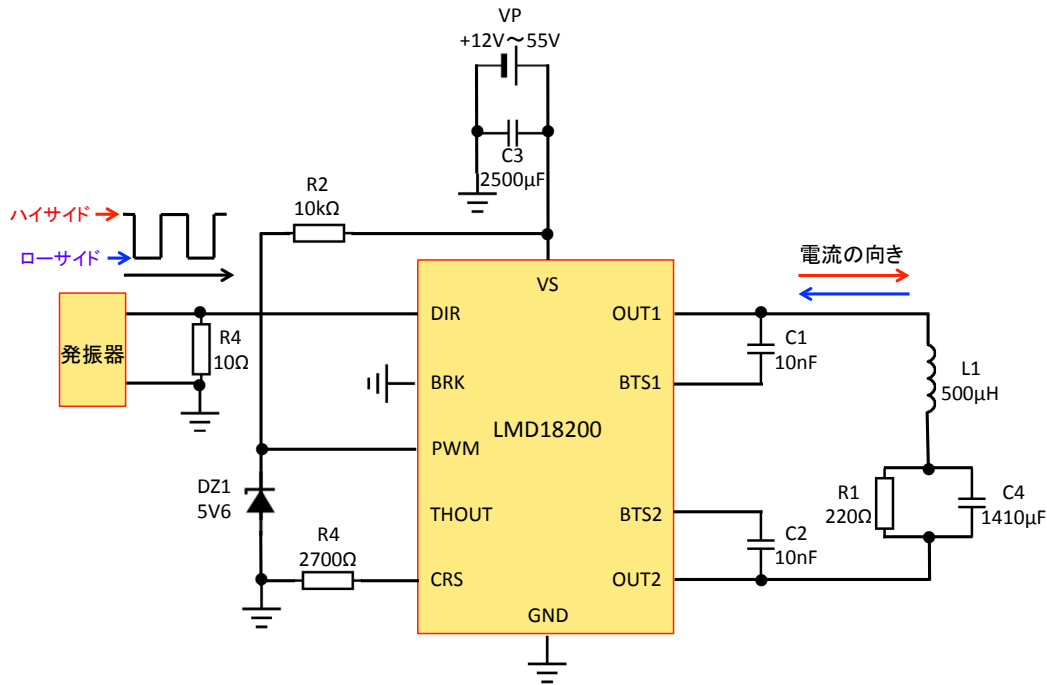 VP
+12V～55V
C3
2500μF
R2
10kΩ
ハイサイド
ローサイド
電流の向き
VS
発振器
R4
10Ω
DIR
OUT1
C1
10nF
BRK
BTS1
L1
500μH
LMD18200
PWM
DZ1
5V6
THOUT
BTS2
R1
220Ω
C4
1410μF
C2
10nF
R4
2700Ω
CRS
OUT2
GND